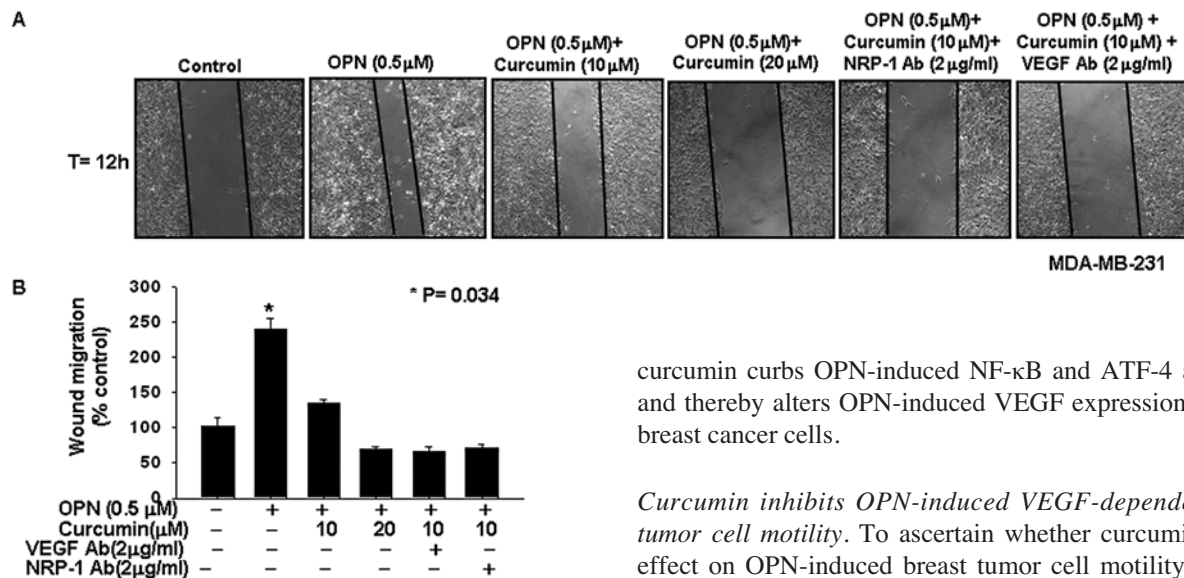 A
Control
OPN (0.5μM)
OPN (0.5μM)+
Curcumin (10μM)
OPN (0.5μM)+
Curcumin (20μM)
OPN (0.5μM)+
Curcumin (10μM)+
NRP-1 Ab (2μg/ml)
OPN (0.5μM) +
Curcumin (10μM) +
VEGF Ab (2μg/ml)
T= 12h
MDA-MB-231
B
Wound migration
(% control)
300
250
200
150
100
50
0
*
* P= 0.034
OPN (0.5 μM) – + + + + +
Curcumin(μM) – – 10 20 10 10
VEGF Ab(2μg/ml) – – – – + –
NRP-1 Ab(2μg/ml) – – – – – +
curcumin curbs OPN-induced NF-κB and ATF-4 a
and thereby alters OPN-induced VEGF expression
breast cancer cells.
Curcumin inhibits OPN-induced VEGF-depende
tumor cell motility. To ascertain whether curcumi
effect on OPN-induced breast tumor cell motility